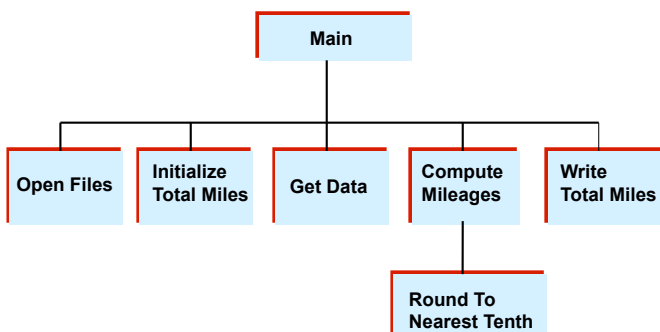 Main
Open Files
Initialize
Total Miles
Get Data
Compute
Mileages
Write
Total Miles
Round To
Nearest Tenth